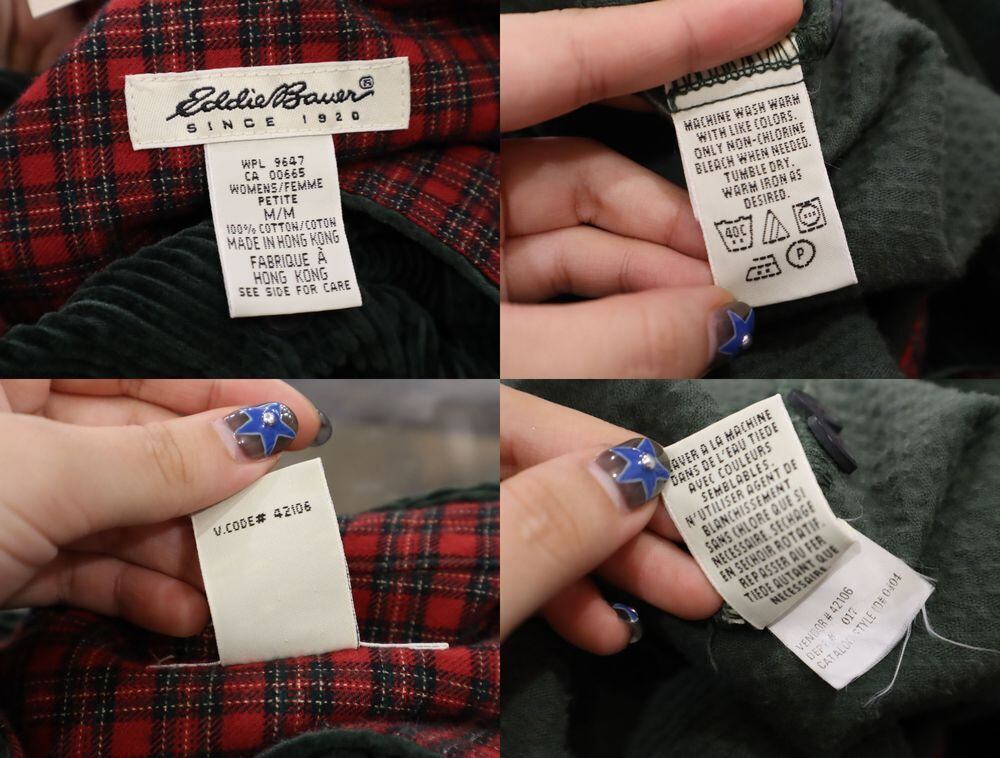 Eddie Bauer®
SINCE 1920
WPL 9647
CA 00665
WOMENS/FEMME
PETITE
M/M
100% COTTON/COTON
MADE IN HONG KONG
FABRIQUE À
HONG KONG
SEE SIDE FOR CARE
MACHINE WASH WARM
WITH LIKE COLORS.
ONLY NON-CHLORINE
BLEACH WHEN NEEDED.
TUMBLE DRY.
WARM IRON AS
DESIRED.
40C
P
V.CODE# 42106
LAVER A LA MACHINE
DANS DE L'EAU TIEDE
AVEC COULEURS
SEMBLABLES.
N'UTILISER AGENT DE
BLANCHISSEMENT
SANS CHLORE QUE SI
NECESSAIRE. SECHAGE
EN SECHOIR ROTATIF.
REPASSER AU FER
TIEDE AUTANT QUE
NECESSAIRE
VENDOR # 42106
DEPT # 017
CATALOG STYLE ID#